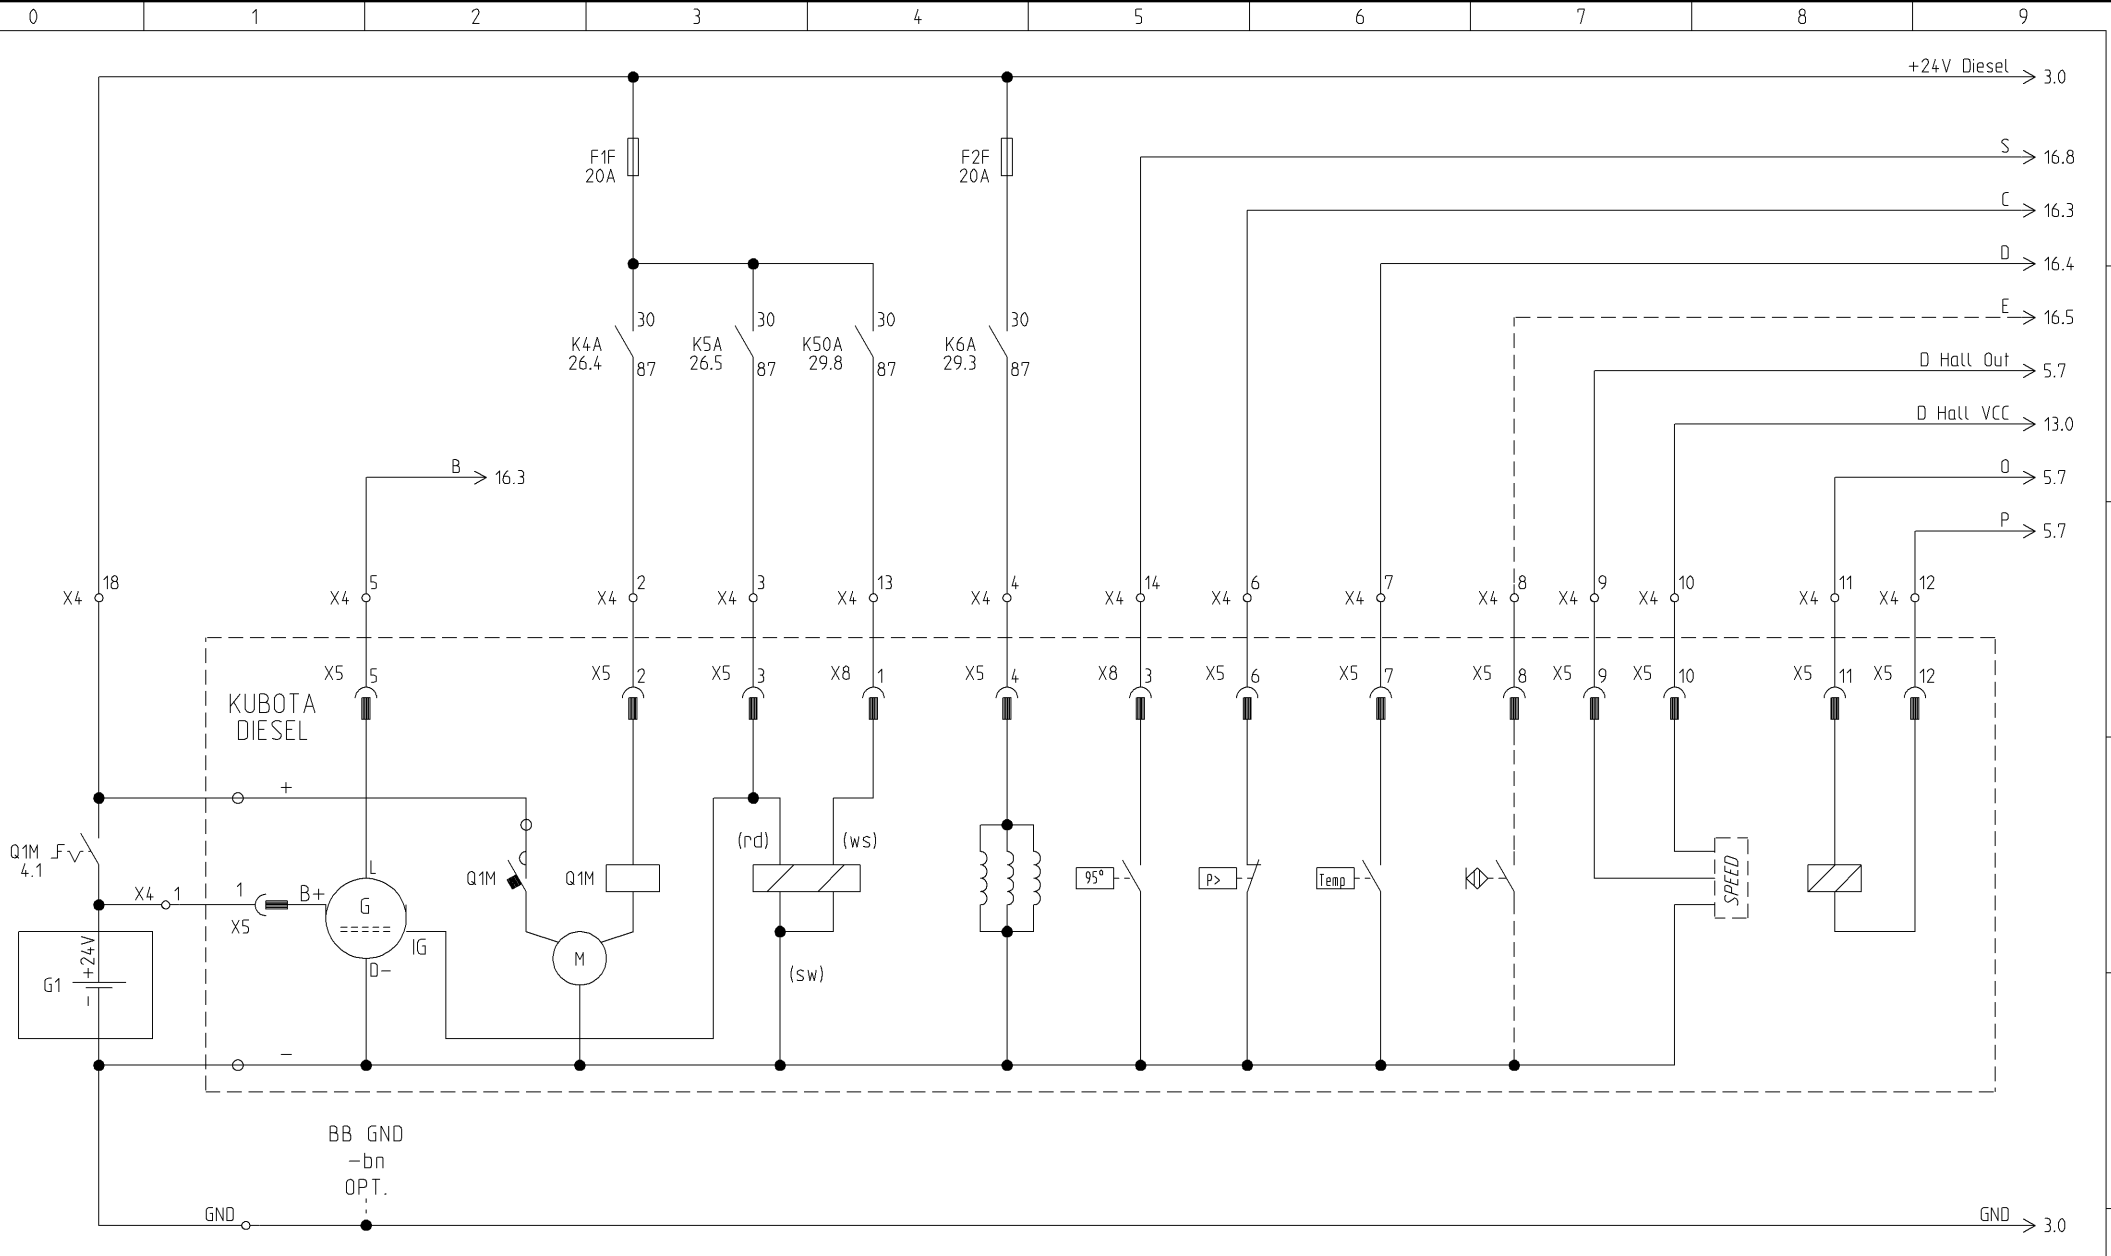 0 1 2 3 4 5 6 7 8 9
+24V Diesel 3.0
S 16.8
F1F
20A
F2F
20A
C 16.3
D 16.4
E 16.5
30 30 30 30
K4A K5A K50A K6A
26.4 26.5 29.8 29.3
87 87 87 87
D Hall Out 5.7
D Hall VCC 13.0
B 16.3
O 5.7
P 5.7
18 5 2 3 13 4 14 6 7 8 9 10 11 12
X4 X4 X4 X4 X4 X4 X4 X4 X4 X4 X4 X4 X4 X4
X5 5 X5 2 X5 3 X8 1 X5 4 X8 3 X5 6 X5 7 X5 8 X5 9 X5 10 X5 11 X5 12
KUBOTA
DIESEL
+
(rd) (ws)
Q1M
4.1
L
Q1M Q1M
95° P> Temp SPEED
X4 1 1 B+ G
X5
IG
+24V
M
D-
G1
-
(sw)
-
BB GND
-bn
OPT.
GND GND 3.0